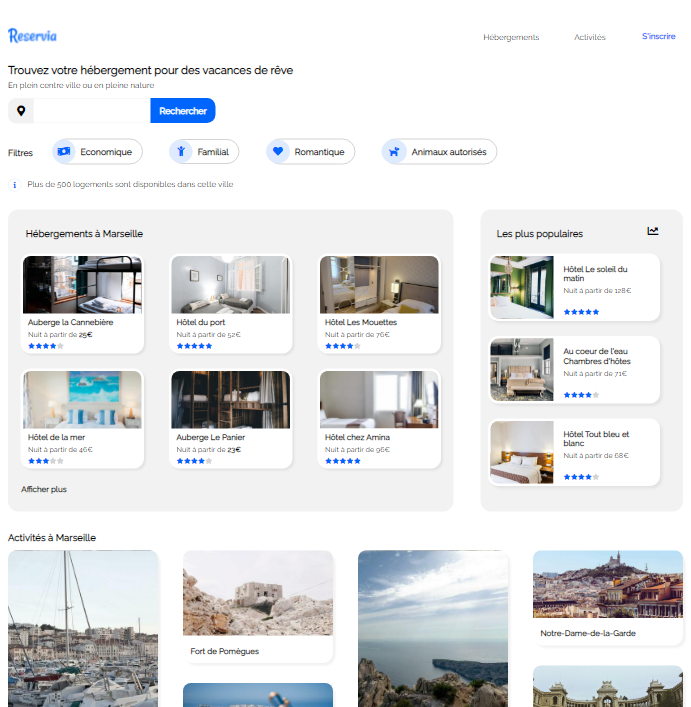 Reservia
Hébergements
Activités
S'inscrire
Trouvez votre hébergement pour des vacances de rêve
En plein centre ville ou en pleine nature
Rechercher
Filtres
Economique
Familial
Romantique
Animaux autorisés
Plus de 500 logements sont disponibles dans cette ville
Hébergements à Marseille
Auberge la Cannebière
Nuit à partir de 25€
Hôtel du port
Nuit à partir de 52€
Hôtel Les Mouettes
Nuit à partir de 76€
Hôtel de la mer
Nuit à partir de 46€
Auberge Le Panier
Nuit à partir de 23€
Hôtel chez Amina
Nuit à partir de 96€
Afficher plus
Les plus populaires
Hôtel Le soleil du
matin
Nuit à partir de 128€
Au coeur de l'eau
Chambres d'hôtes
Nuit à partir de 71€
Hôtel Tout bleu et
blanc
Nuit à partir de 68€
Activités à Marseille
Fort de Pomègues
Notre-Dame-de-la-Garde